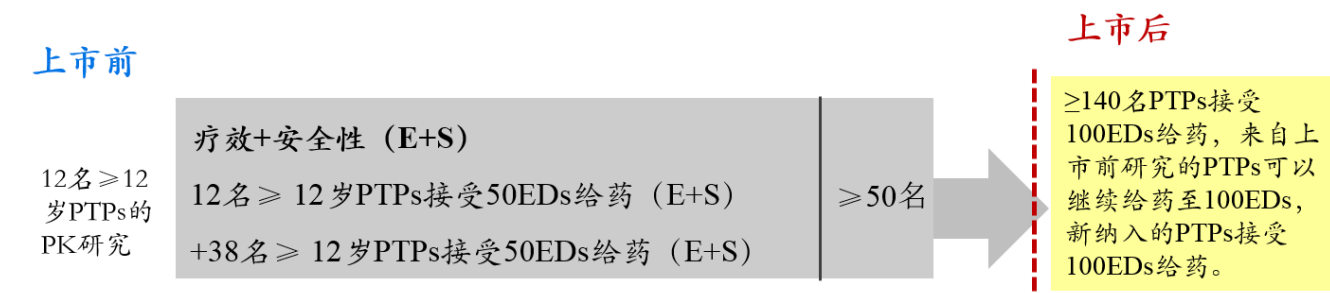 上市前
12名≥12
岁PTPs的
PK研究
疗效+安全性（E+S）
12名≥ 12岁PTPs接受50EDs给药（E+S）
+38名≥ 12岁PTPs接受50EDs给药（E+S）
≥50名
上市后
≥140名PTPs接受
100EDs给药，来自上
市前研究的PTPs可以
继续给药至100EDs，
新纳入的PTPs接受
100EDs给药。